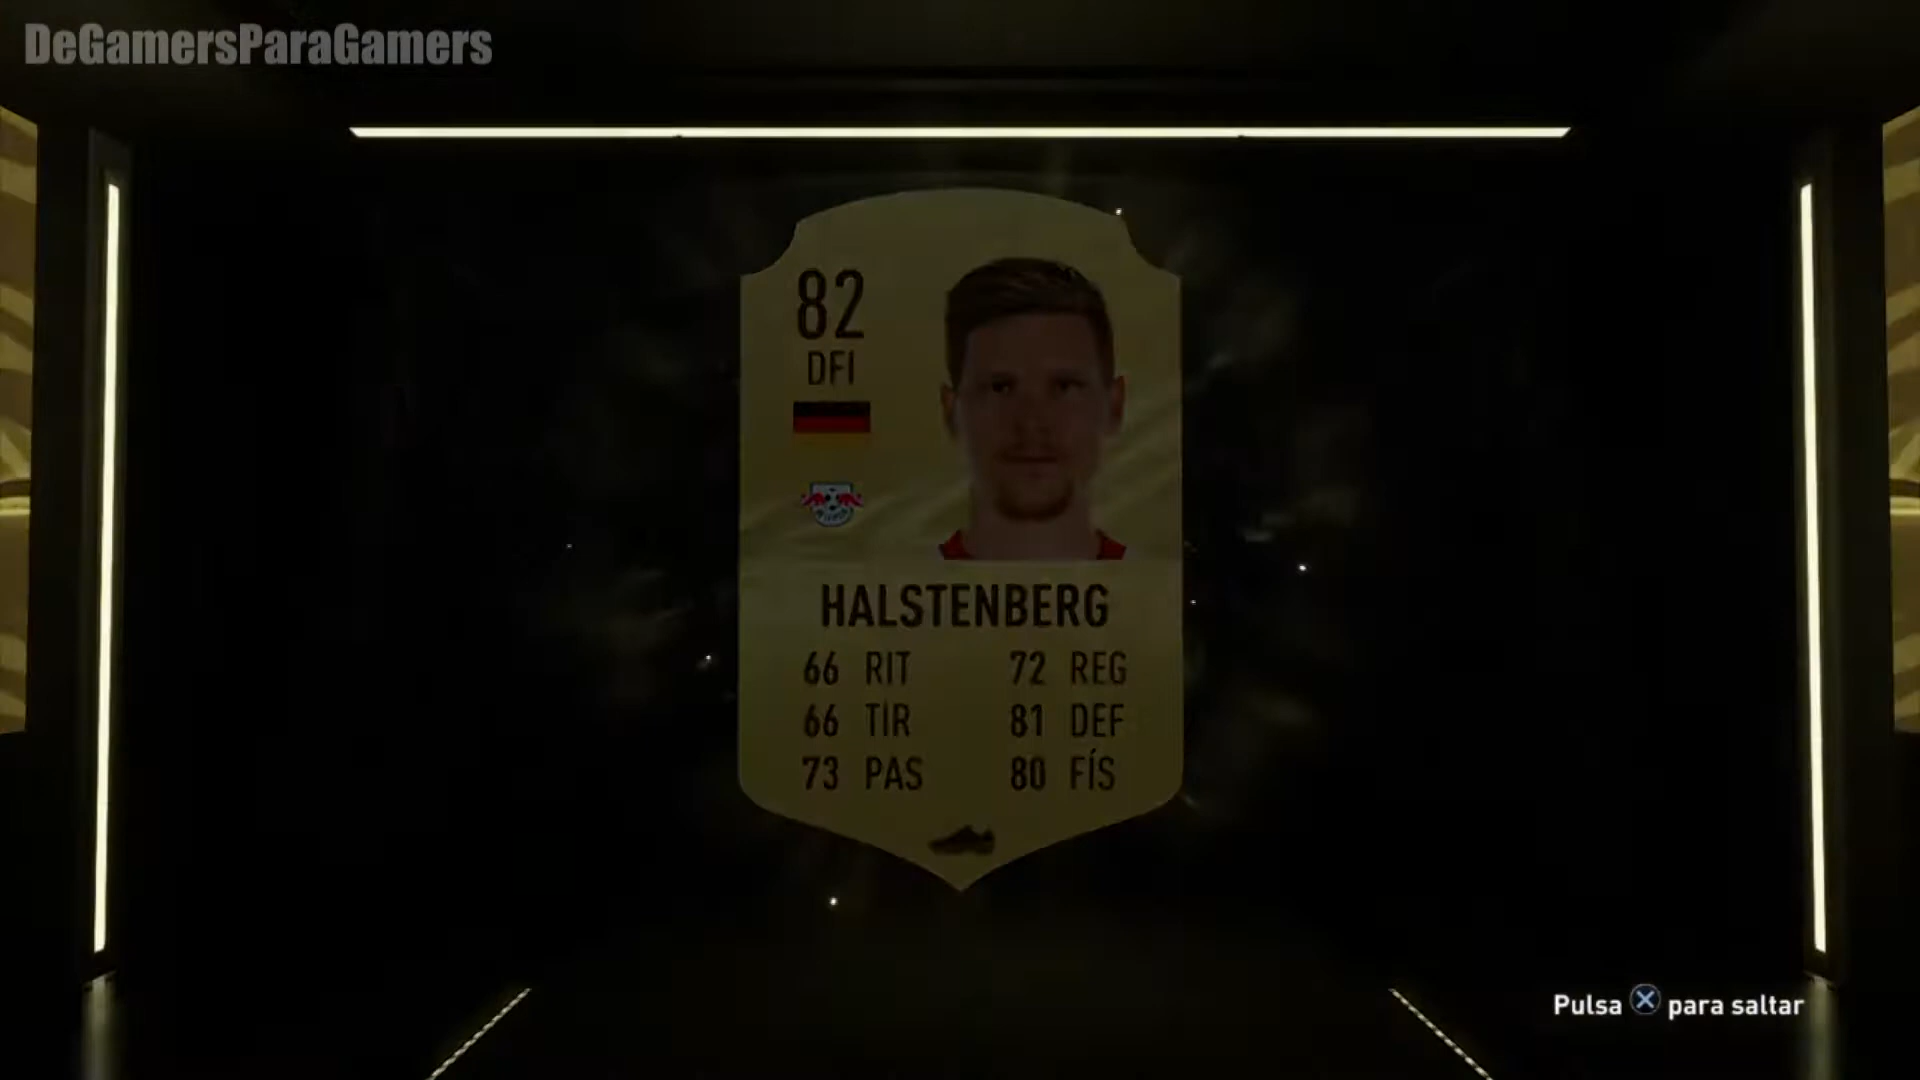 DeGamersParaGamers
82
DFI
HALSTENBERG
66 RIT 72 REG
66 TIR 81 DEF
73 PAS 80 FÍS
Pulsa X para saltar